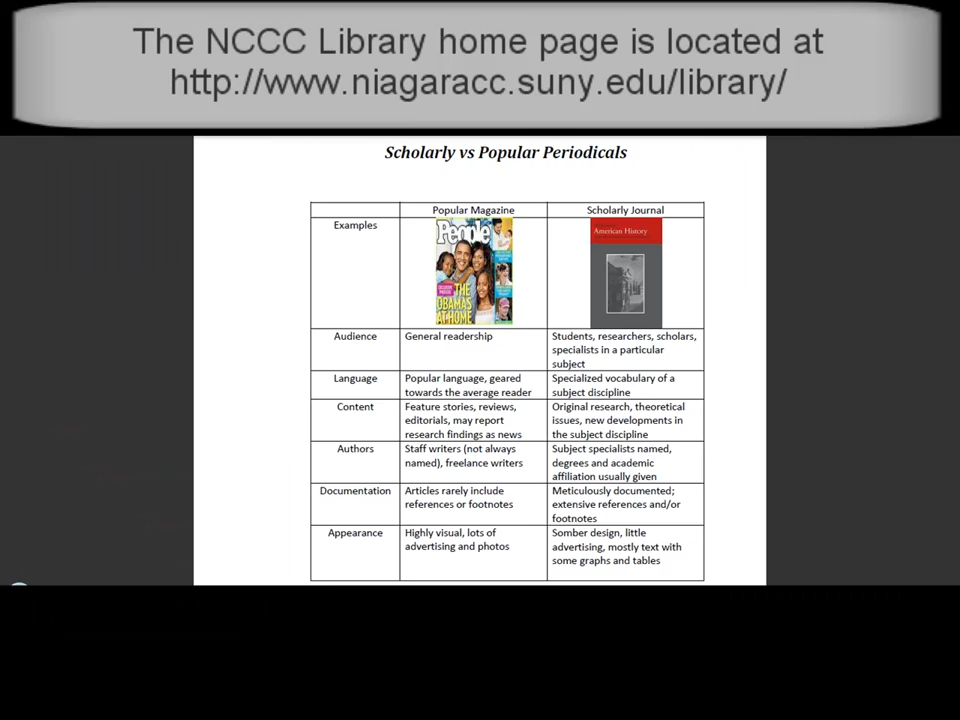 The NCCC Library home page is located at
http://www.niagaracc.suny.edu/library/
Scholarly vs Popular Periodicals
Popular Magazine
Scholarly Journal
Examples
People
THE
OBAMAS
AT HOME
American History
Audience
General readership
Students, researchers, scholars,
specialists in a particular
subject
Language
Popular language, geared
towards the average reader
Specialized vocabulary of a
subject discipline
Content
Feature stories, reviews,
editorials, may report
research findings as news
Original research, theoretical
issues, new developments in
the subject discipline
Authors
Staff writers (not always
named), freelance writers
Subject specialists named,
degrees and academic
affiliation usually given
Documentation
Articles rarely include
references or footnotes
Meticulously documented;
extensive references and/or
footnotes
Appearance
Highly visual, lots of
advertising and photos
Somber design, little
advertising, mostly text with
some graphs and tables